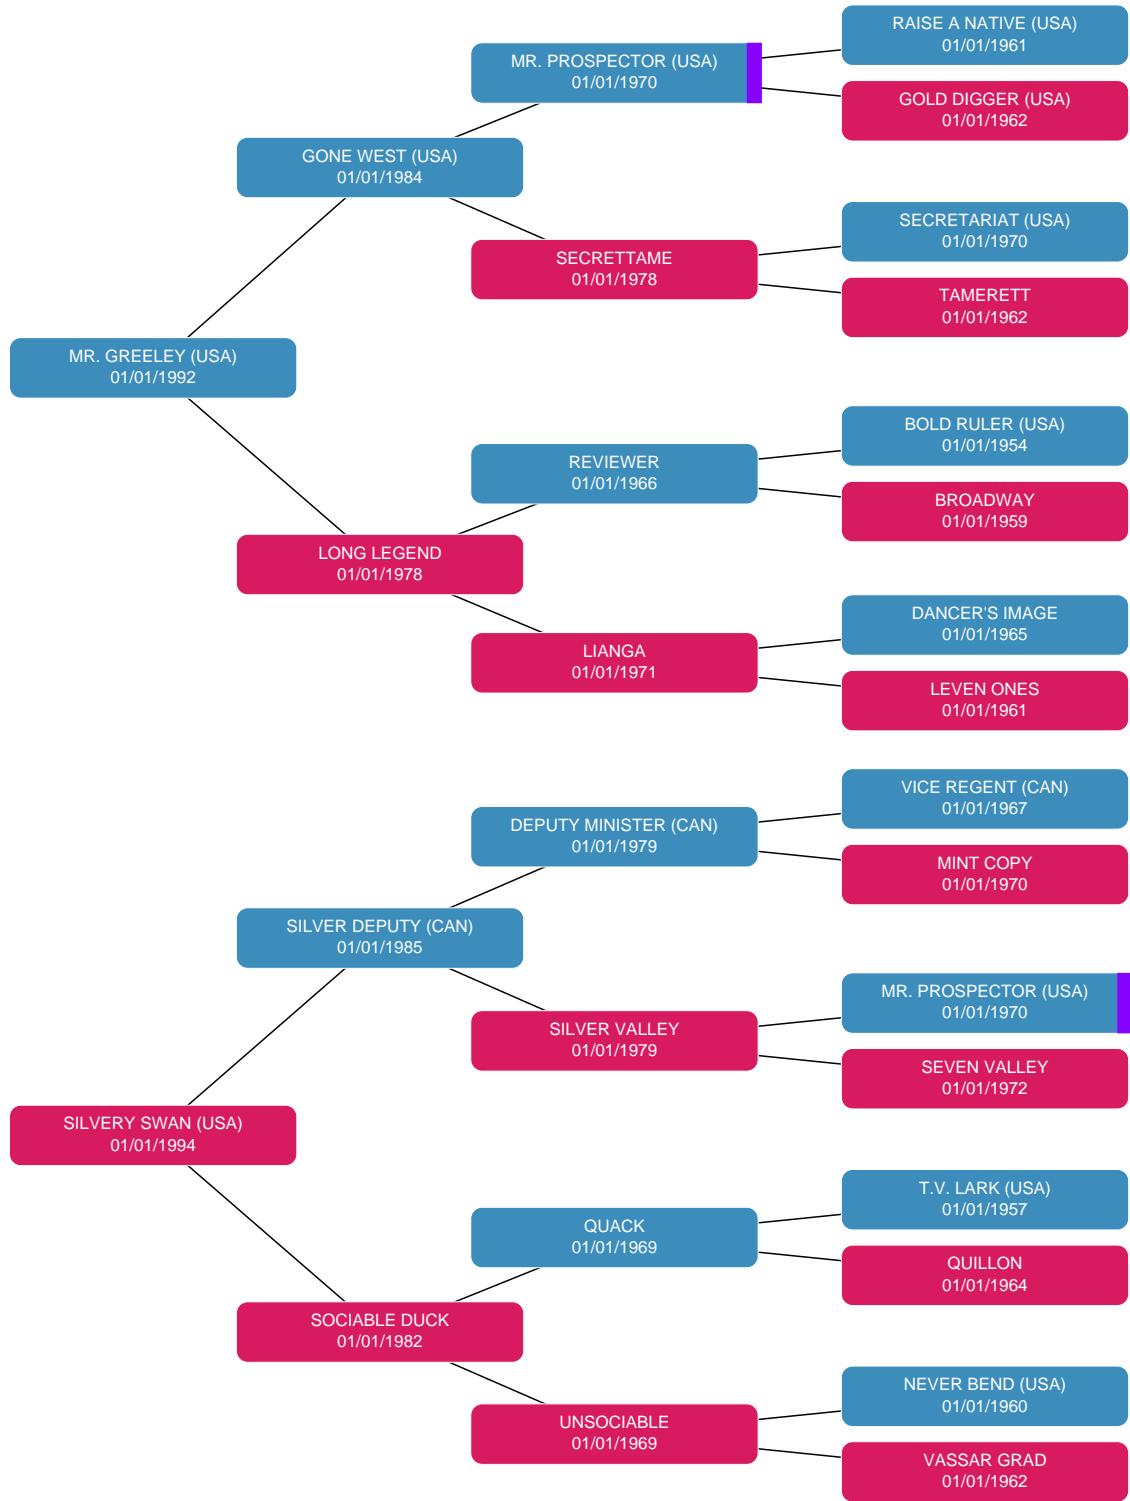 RAISE A NATIVE (USA)
01/01/1961
MR. PROSPECTOR (USA)
01/01/1970
GOLD DIGGER (USA)
01/01/1962
GONE WEST (USA)
01/01/1984
SECRETARIAT (USA)
01/01/1970
SECRETTAME
01/01/1978
TAMERETT
01/01/1962
MR. GREELEY (USA)
01/01/1992
BOLD RULER (USA)
01/01/1954
REVIEWER
01/01/1966
BROADWAY
01/01/1959
LONG LEGEND
01/01/1978
DANCER'S IMAGE
01/01/1965
LIANGA
01/01/1971
LEVEN ONES
01/01/1961
VICE REGENT (CAN)
01/01/1967
DEPUTY MINISTER (CAN)
01/01/1979
MINT COPY
01/01/1970
SILVER DEPUTY (CAN)
01/01/1985
MR. PROSPECTOR (USA)
01/01/1970
SILVER VALLEY
01/01/1979
SEVEN VALLEY
01/01/1972
SILVERY SWAN (USA)
01/01/1994
T.V. LARK (USA)
01/01/1957
QUACK
01/01/1969
QUILLON
01/01/1964
SOCIABLE DUCK
01/01/1982
NEVER BEND (USA)
01/01/1960
UNSOCIABLE
01/01/1969
VASSAR GRAD
01/01/1962